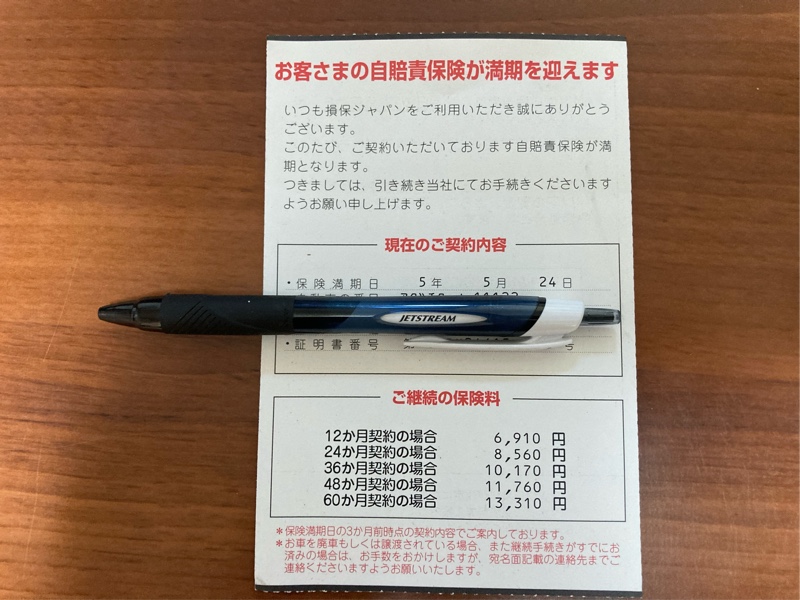 お客さまの自賠責保険が満期を迎えます
いつも損保ジャパンをご利用いただき誠にありがとう
ございます。
このたび、ご契約いただいております自賠責保険が満
期となります。
つきましては、引き続き当社にてお手続きくださいます
ようお願い申し上げます。
現在のご契約内容
・保険満期日 5年 5月 24日
JETSTREAM
・証明書番号 号
ご継続の保険料
12か月契約の場合 6,910 円
24か月契約の場合 8,560 円
36か月契約の場合 10,170 円
48か月契約の場合 11,760 円
60か月契約の場合 13,310 円
＊保険満期日の3か月前時点の契約内容でご案内しております。
＊お車を廃車もしくは譲渡されている場合、また継続手続きがすでにお
済みの場合は、お手数をおかけしますが、宛名面記載の連絡先までご
連絡くださいますようお願いいたします。